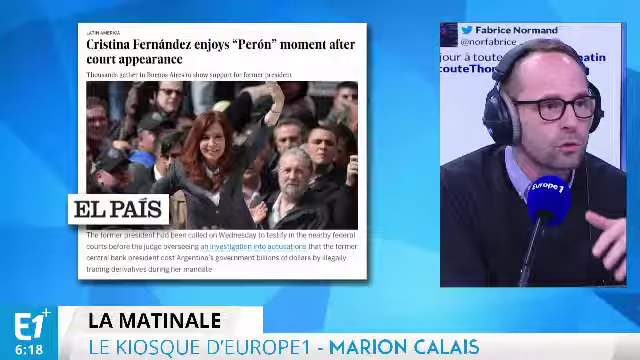 LATIN AMERICA
Cristina Fernández enjoys “Perón” moment after
court appearance
Thousands gather in Buenos Aires to show support for former president
EL PAÍS
The former president had been called on Wednesday to testify in the nearby federal
courts before the judge overseeing an investigation into accusations that the former
central bank president cost Argentina's government billions of dollars by illegally
trading derivatives during her mandate
Fabrice Normand
@norfabrice
jour à toute
matin
couteTho
Europe1
E1
6:18
LA MATINALE
LE KIOSQUE D'EUROPE1 - MARION CALAIS